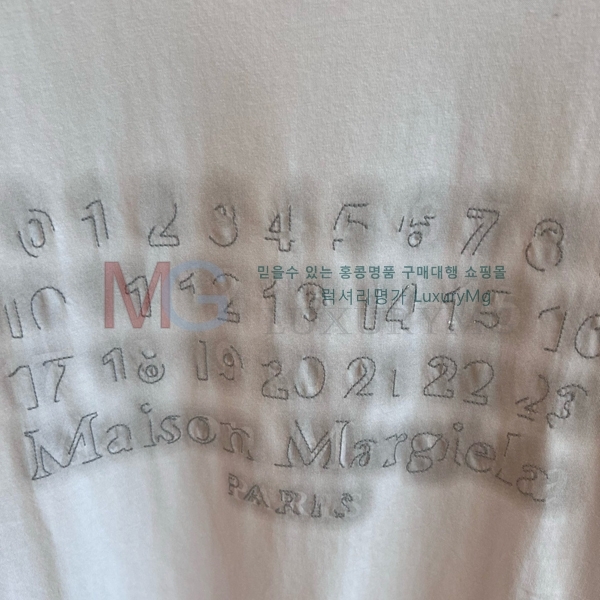 0 1 2 3 4 5 6 7 8
믿을수 있는 홍콩명품 구매대행 쇼핑몰
MG
럭셔리명가 LuxuryMg
10 11 12 13 14 15 16
LUXURYMG
17 18 19 20 21 22 23
Maison Margiela
PARIS